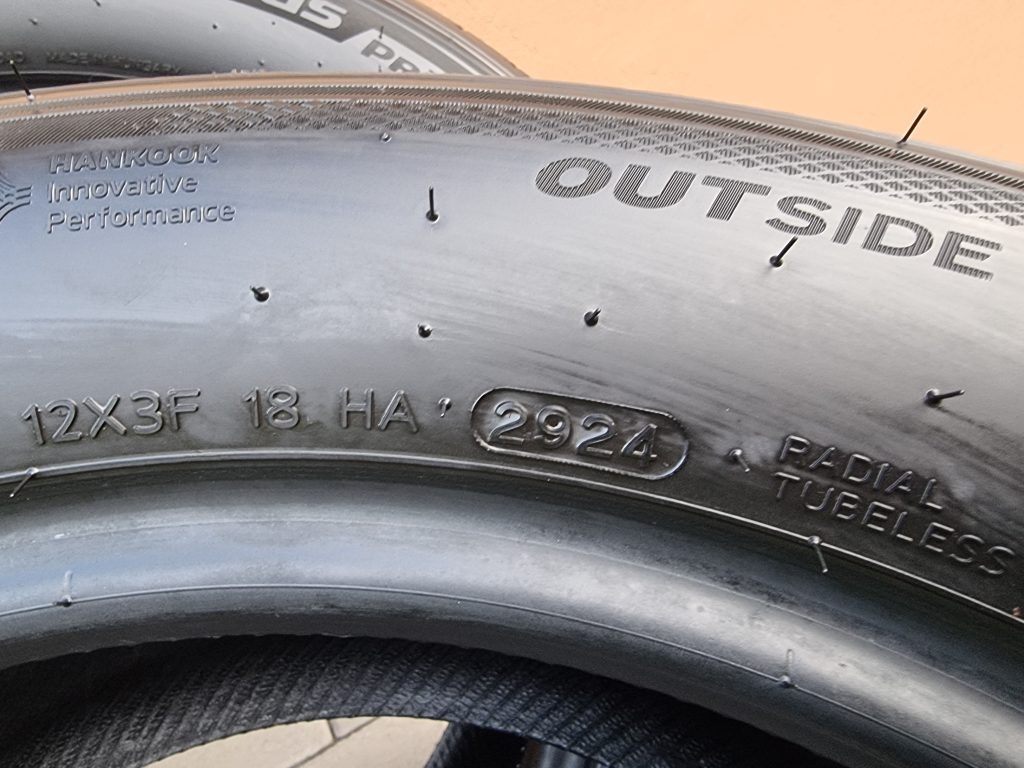 HANKOOK
Innovative
Performance
OUTSIDE
12X3F 18 HA 2924
RADIAL
TUBELESS